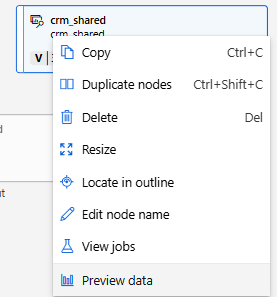 crm_shared
crm_shared
V
Copy Ctrl+C
Duplicate nodes Ctrl+Shift+C
Delete Del
Resize
Locate in outline
Edit node name
View jobs
Preview data